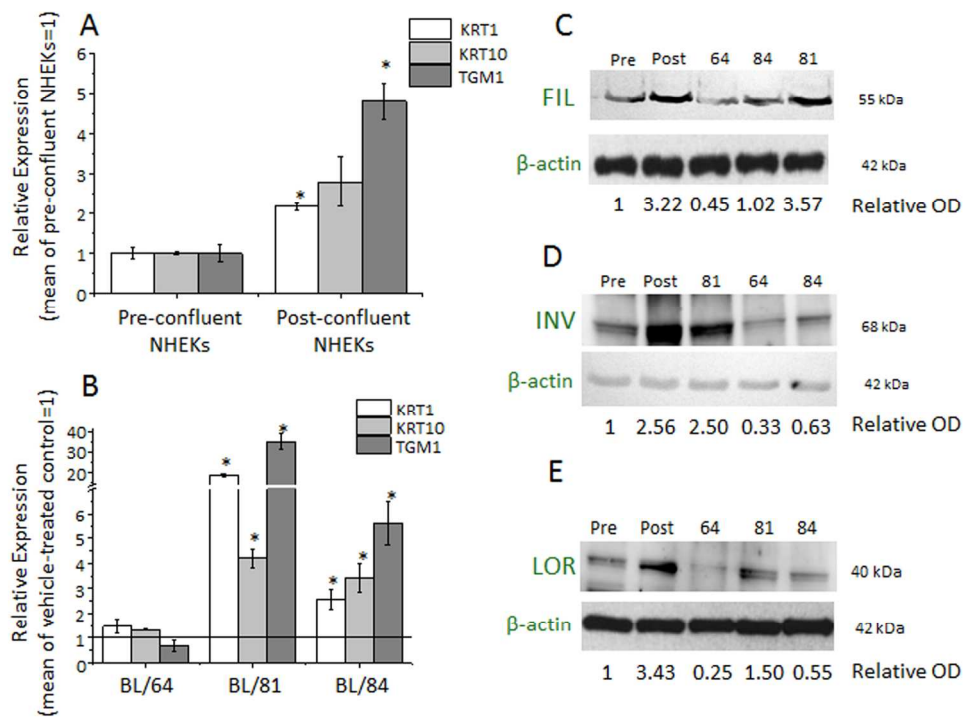 A
KRT1
KRT10
TGM1
Relative Expression
(mean of pre-confluent NHEKs=1)
6
5
4
3
2
1
0
*
*
Pre-confluent
NHEKs
Post-confluent
NHEKs
B
KRT1
KRT10
TGM1
Relative Expression
(mean of vehicle-treated control=1)
40
30
20
6
5
4
3
2
1
0
*
*
*
*
*
*
BL/64
BL/81
BL/84
C
Pre Post 64 84 81
FIL
55 kDa
β-actin
42 kDa
1 3.22 0.45 1.02 3.57 Relative OD
D
Pre Post 81 64 84
INV
68 kDa
β-actin
42 kDa
1 2.56 2.50 0.33 0.63 Relative OD
E
Pre Post 64 81 84
LOR
40 kDa
β-actin
42 kDa
1 3.43 0.25 1.50 0.55 Relative OD